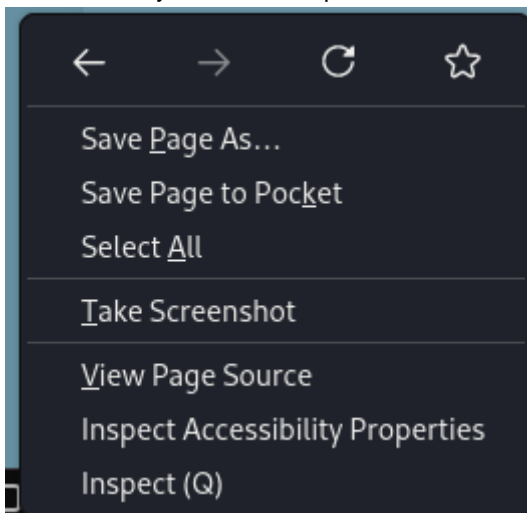 Save Page As...
Save Page to Pocket
Select All
Take Screenshot
View Page Source
Inspect Accessibility Properties
Inspect (Q)